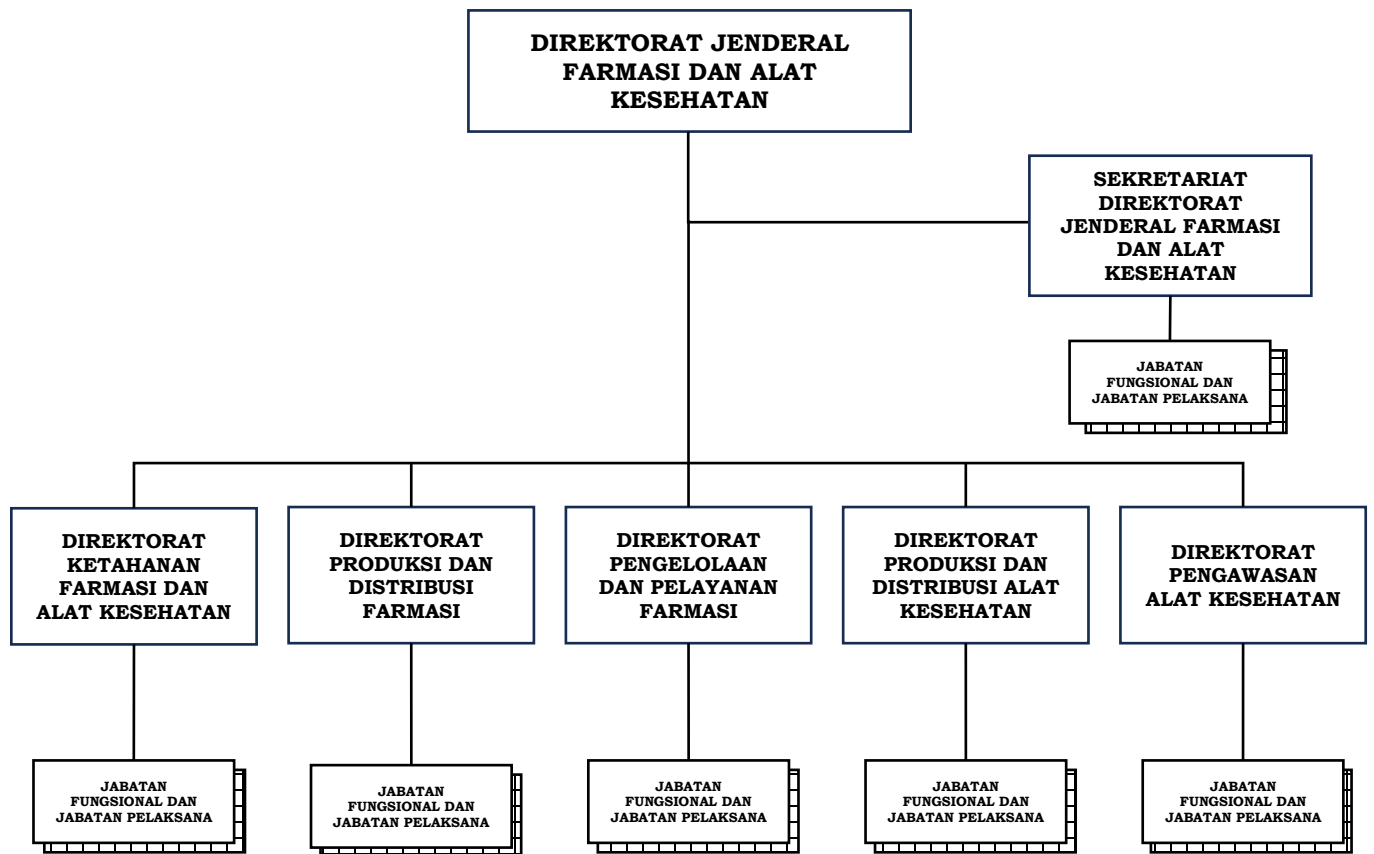 DIREKTORAT JENDERAL
FARMASI DAN ALAT
KESEHATAN
SEKRETARIAT
DIREKTORAT
JENDERAL FARMASI
DAN ALAT
KESEHATAN
JABATAN
FUNGSIONAL DAN
JABATAN PELAKSANA
DIREKTORAT
KETAHANAN
FARMASI DAN
ALAT KESEHATAN
DIREKTORAT
PRODUKSI DAN
DISTRIBUSI
FARMASI
DIREKTORAT
PENGELOLAAN
DAN PELAYANAN
FARMASI
DIREKTORAT
PRODUKSI DAN
DISTRIBUSI ALAT
KESEHATAN
DIREKTORAT
PENGAWASAN
ALAT KESEHATAN
JABATAN
FUNGSIONAL DAN
JABATAN PELAKSANA
JABATAN
FUNGSIONAL DAN
JABATAN PELAKSANA
JABATAN
FUNGSIONAL DAN
JABATAN PELAKSANA
JABATAN
FUNGSIONAL DAN
JABATAN PELAKSANA
JABATAN
FUNGSIONAL DAN
JABATAN PELAKSANA